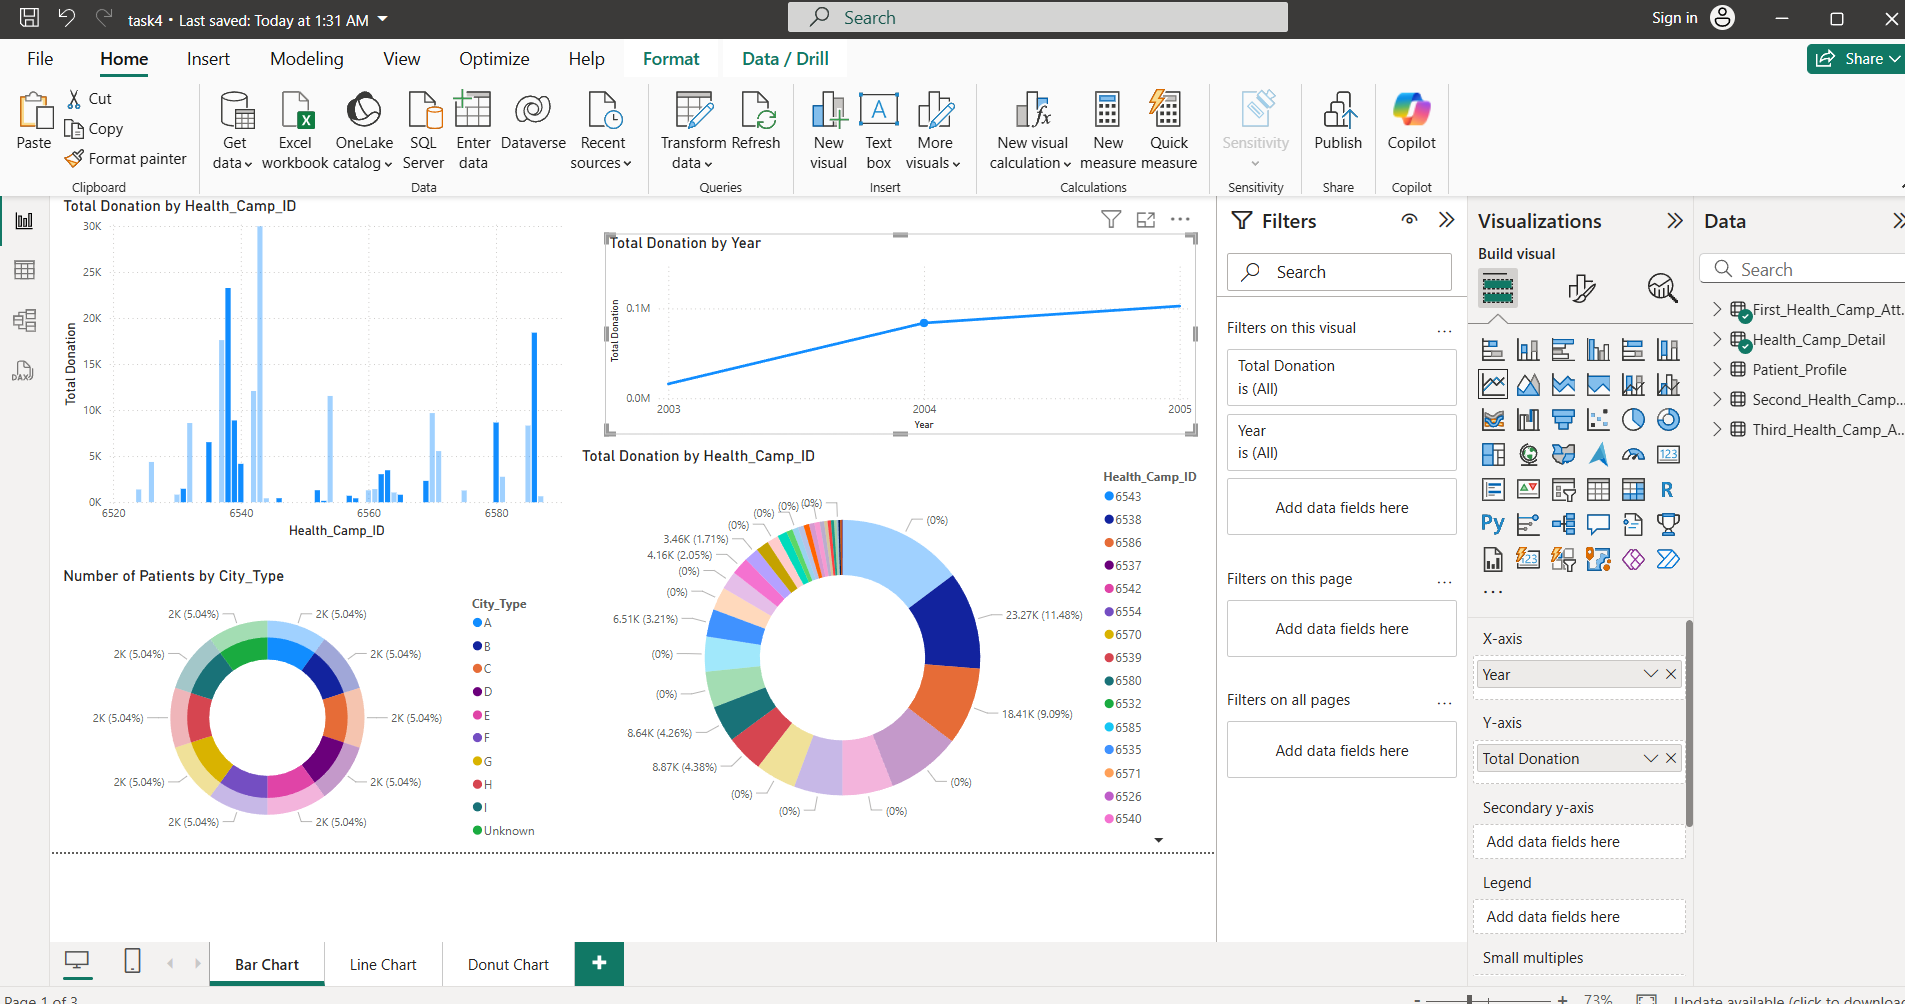 task4 • Last saved: Today at 1:31 AM
Search
Sign in
File
Home
Insert
Modeling
View
Optimize
Help
Format
Data / Drill
Share
Paste
Cut
Copy
Format painter
Clipboard
Get data
Excel workbook
OneLake catalog
SQL Server
Enter data
Dataverse
Recent sources
Data
Transform data
Refresh
Queries
New visual
Text box
More visuals
Insert
New visual calculation
New measure
Quick measure
Calculations
Sensitivity
Sensitivity
Publish
Share
Copilot
Copilot
Total Donation by Health_Camp_ID
Total Donation
30K
25K
20K
15K
10K
5K
0K
6520
6540
6560
6580
Health_Camp_ID
Total Donation by Year
Total Donation
0.1M
0.0M
2003
2004
2005
Year
Number of Patients by City_Type
2K (5.04%)
2K (5.04%)
2K (5.04%)
2K (5.04%)
2K (5.04%)
2K (5.04%)
2K (5.04%)
2K (5.04%)
2K (5.04%)
2K (5.04%)
City_Type
A
B
C
D
E
F
G
H
I
Unknown
Total Donation by Health_Camp_ID
(0%)
(0%)
(0%)
(0%)
(0%)
3.46K (1.71%)
4.16K (2.05%)
(0%)
(0%)
23.27K (11.48%)
6.51K (3.21%)
(0%)
(0%)
18.41K (9.09%)
8.64K (4.26%)
8.87K (4.38%)
(0%)
(0%)
(0%)
(0%)
Health_Camp_ID
6543
6538
6586
6537
6542
6554
6570
6539
6580
6532
6585
6535
6571
6526
6540
Filters
Search
Filters on this visual
Total Donation
is (All)
Year
is (All)
Add data fields here
Filters on this page
Add data fields here
Filters on all pages
Add data fields here
Visualizations
Build visual
123
R
Py
123
X-axis
Year
Y-axis
Total Donation
Secondary y-axis
Add data fields here
Legend
Add data fields here
Small multiples
Data
Search
First_Health_Camp_Att...
Health_Camp_Detail
Patient_Profile
Second_Health_Camp...
Third_Health_Camp_A...
DAX
Bar Chart
Line Chart
Donut Chart
Page 1 of 3
73%
Update available (click to download